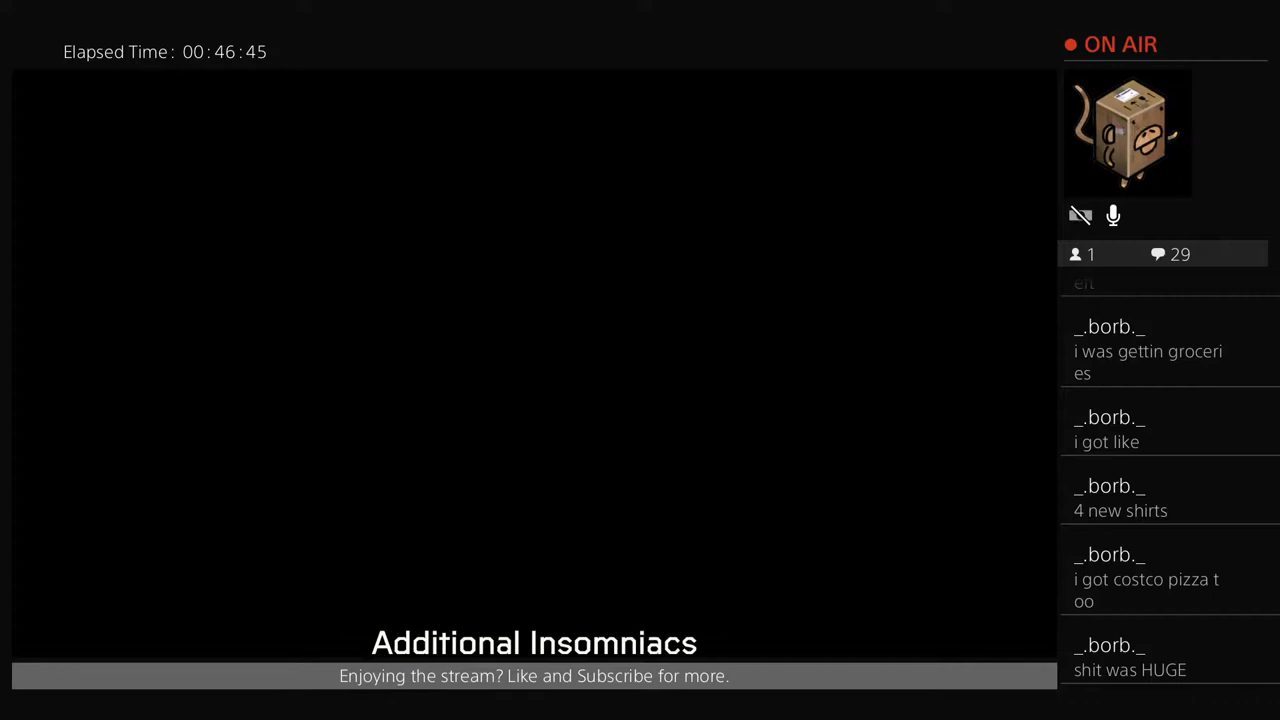 Elapsed Time: 00:46:45
ON AIR
1 29
eft
_.borb._
i was gettin groceri
es
_.borb._
i got like
_.borb._
4 new shirts
_.borb._
i got costco pizza t
oo
_.borb._
shit was HUGE
Additional Insomniacs
Enjoying the stream? Like and Subscribe for more.